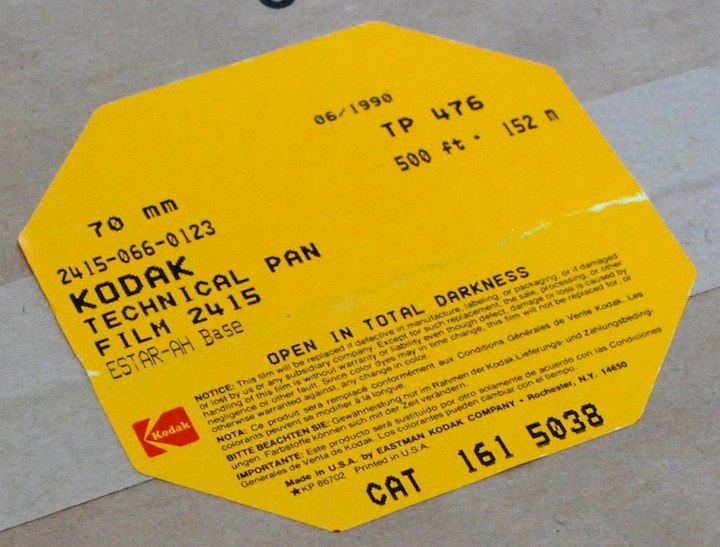 06/1990
TP 476
500 ft · 152 m
70 mm
2415-066-0123
KODAK
TECHNICAL PAN
FILM 2415
ESTAR-AH Base
OPEN IN TOTAL DARKNESS
NOTICE: This film will be replaced if defective in manufacture, labeling, or packaging, or if damaged
or lost by us or any subsidiary company. Except for such replacement, the sale, processing, or other
handling of this film is without warranty or liability even though defect, damage or loss is caused by
negligence or other fault. Since color dyes may in time change, this film will not be replaced for, or
otherwise warranted against, any change in color.
NOTA: Ce produit sera remplacé conformément aux Conditions Générales de Vente Kodak. Les
colorants peuvent se modifier à la longue.
BITTE BEACHTEN SIE: Gewährleistung nur im Rahmen der Kodak Lieferungs- und Zahlungsbeding-
ungen. Farbstoffe können sich mit der Zeit verändern.
IMPORTANTE: Este producto será sustituido por otro solamente de acuerdo con las Condiciones
Generales de Venta de Kodak. Los colorantes pueden cambiar con el tiempo.
Made in U.S.A. by EASTMAN KODAK COMPANY · Rochester, N.Y. 14650
★KP 86702 Printed in U.S.A.
Kodak
CAT 161 5038